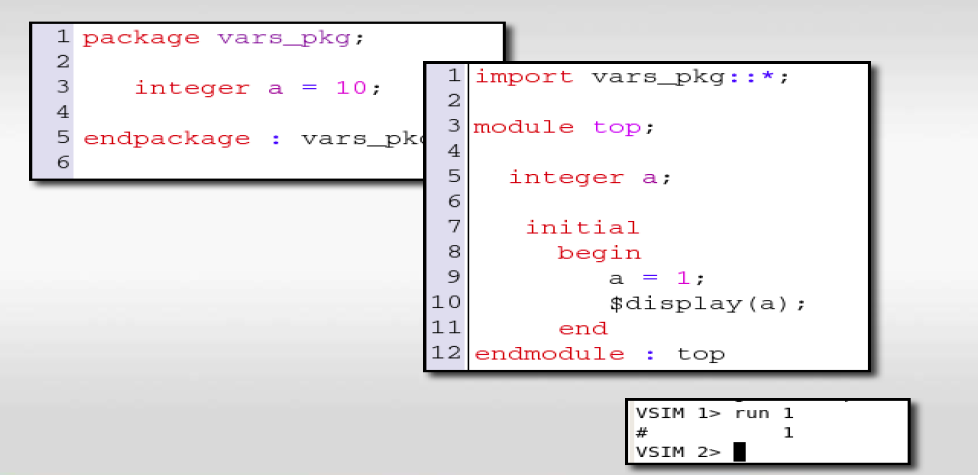 1 package vars_pkg;
2
3 integer a = 10;
4
5 endpackage : vars_pk
6
1 import vars_pkg::*;
2
3 module top;
4
5 integer a;
6
7 initial
8 begin
9 a = 1;
10 $display(a);
11 end
12 endmodule : top
VSIM 1> run 1
# 1
VSIM 2>